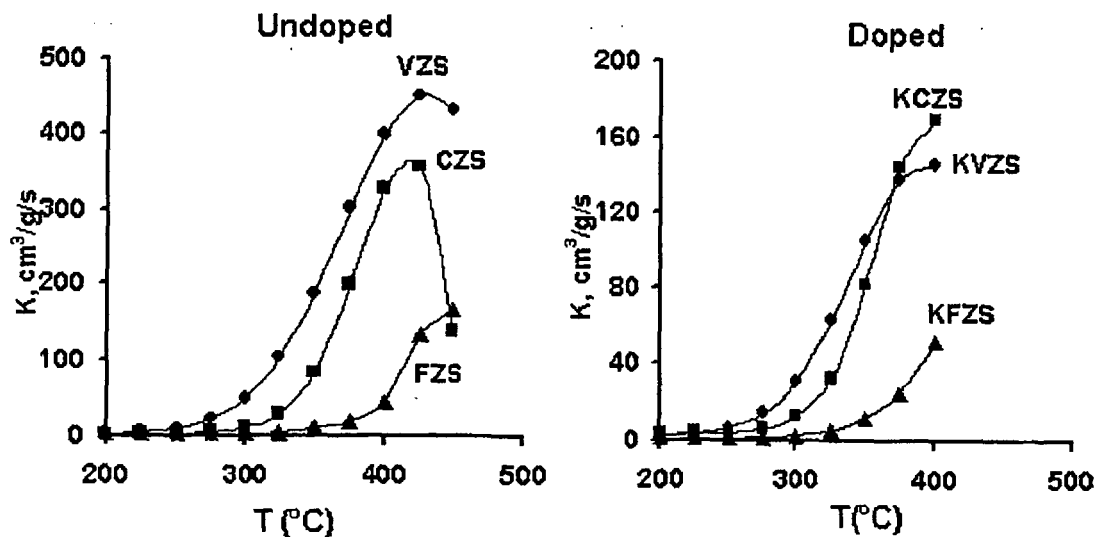 Undoped
500
400
300
200
100
0
K, cm³/g/s
VZS
CZS
FZS
200 300 400 500
T (°C)
Doped
200
160
120
80
40
0
K, cm³/g/s
KCZS
KVZS
KFZS
200 300 400 500
T(°C)